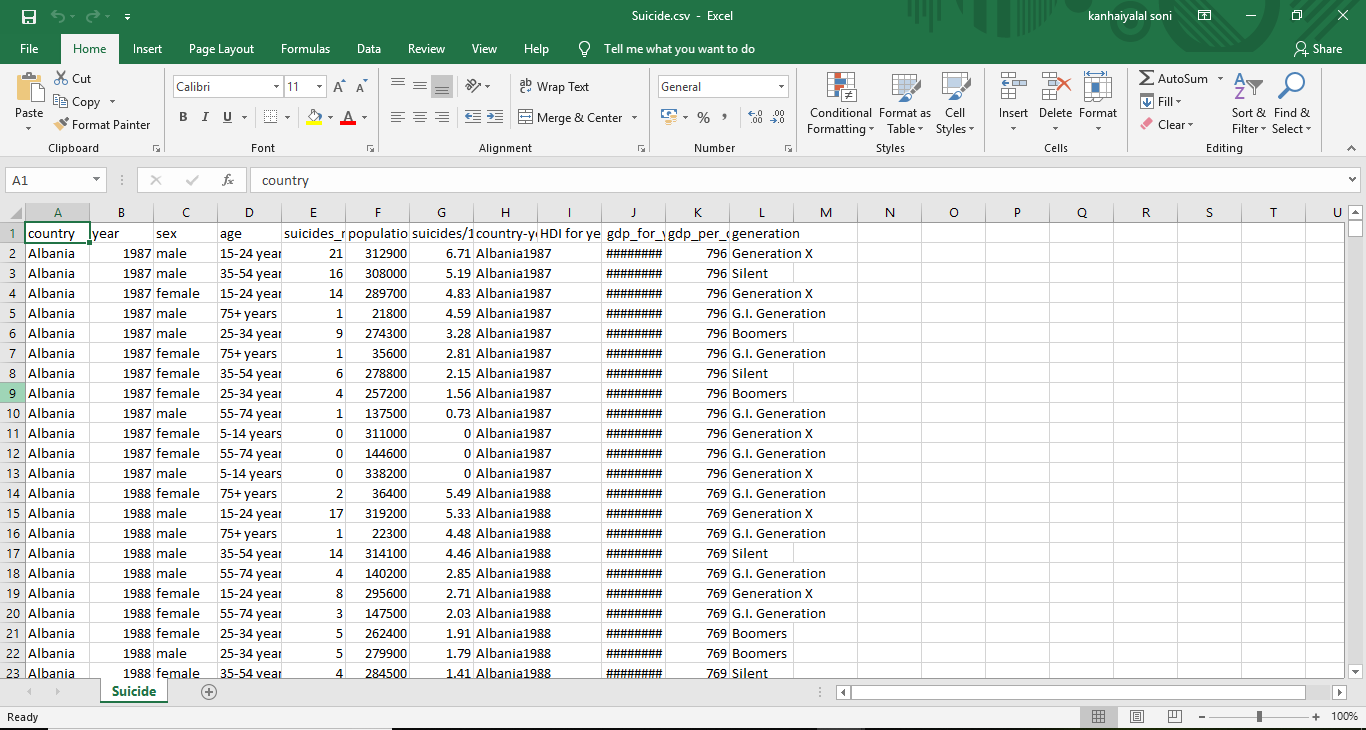 Suicide.csv - Excel
kanhaiyalal soni
File Home Insert Page Layout Formulas Data Review View Help Tell me what you want to do Share
Cut
Calibri 11 Wrap Text General AutoSum
Copy
Paste Conditional Formatting Format as Table Cell Styles Insert Delete Format Fill Sort & Filter Find & Select
Format Painter B I U Merge & Center % , Clear
Clipboard Font Alignment Number Styles Cells Editing
A1 fx country
A B C D E F G H I J K L M N O P Q R S T U
1 country year sex age suicides_n populatio suicides/1 country-ye HDI for ye gdp_for_y gdp_per_c generation
2 Albania 1987 male 15-24 year 21 312900 6.71 Albania1987 ######## 796 Generation X
3 Albania 1987 male 35-54 year 16 308000 5.19 Albania1987 ######## 796 Silent
4 Albania 1987 female 15-24 year 14 289700 4.83 Albania1987 ######## 796 Generation X
5 Albania 1987 male 75+ years 1 21800 4.59 Albania1987 ######## 796 G.I. Generation
6 Albania 1987 male 25-34 year 9 274300 3.28 Albania1987 ######## 796 Boomers
7 Albania 1987 female 75+ years 1 35600 2.81 Albania1987 ######## 796 G.I. Generation
8 Albania 1987 female 35-54 year 6 278800 2.15 Albania1987 ######## 796 Silent
9 Albania 1987 female 25-34 year 4 257200 1.56 Albania1987 ######## 796 Boomers
10 Albania 1987 male 55-74 year 1 137500 0.73 Albania1987 ######## 796 G.I. Generation
11 Albania 1987 female 5-14 years 0 311000 0 Albania1987 ######## 796 Generation X
12 Albania 1987 female 55-74 year 0 144600 0 Albania1987 ######## 796 G.I. Generation
13 Albania 1987 male 5-14 years 0 338200 0 Albania1987 ######## 796 Generation X
14 Albania 1988 female 75+ years 2 36400 5.49 Albania1988 ######## 769 G.I. Generation
15 Albania 1988 male 15-24 year 17 319200 5.33 Albania1988 ######## 769 Generation X
16 Albania 1988 male 75+ years 1 22300 4.48 Albania1988 ######## 769 G.I. Generation
17 Albania 1988 male 35-54 year 14 314100 4.46 Albania1988 ######## 769 Silent
18 Albania 1988 male 55-74 year 4 140200 2.85 Albania1988 ######## 769 G.I. Generation
19 Albania 1988 female 15-24 year 8 295600 2.71 Albania1988 ######## 769 Generation X
20 Albania 1988 female 55-74 year 3 147500 2.03 Albania1988 ######## 769 G.I. Generation
21 Albania 1988 female 25-34 year 5 262400 1.91 Albania1988 ######## 769 Boomers
22 Albania 1988 male 25-34 year 5 279900 1.79 Albania1988 ######## 769 Boomers
23 Albania 1988 female 35-54 year 4 284500 1.41 Albania1988 ######## 769 Silent
Suicide
Ready 100%